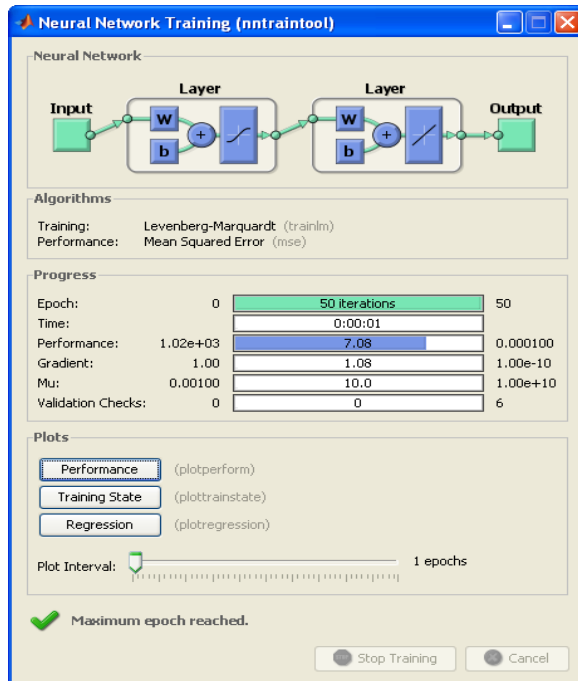 Neural Network Training (nntraintool)
Neural Network
Layer Layer
Input Output
W W
b + b +
Algorithms
Training: Levenberg-Marquardt (trainlm)
Performance: Mean Squared Error (mse)
Progress
Epoch: 0 50 iterations 50
Time: 0:00:01
Performance: 1.02e+03 7.08 0.000100
Gradient: 1.00 1.08 1.00e-10
Mu: 0.00100 10.0 1.00e+10
Validation Checks: 0 0 6
Plots
Performance (plotperform)
Training State (plottrainstate)
Regression (plotregression)
Plot Interval: 1 epochs
Maximum epoch reached.
Stop Training Cancel